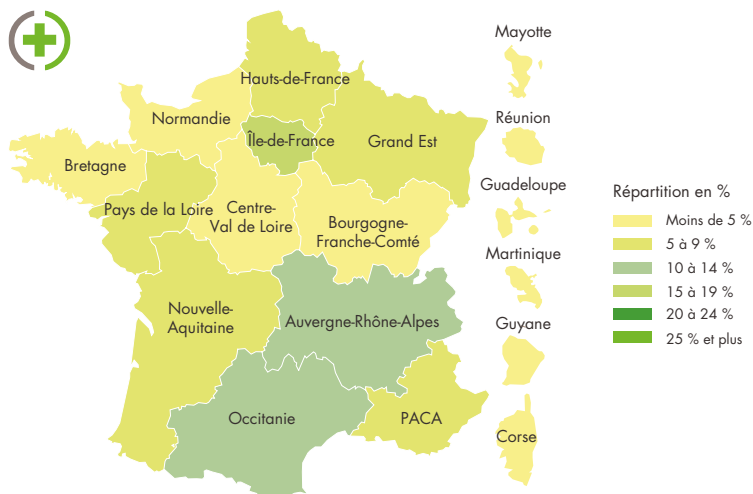 Mayotte
Hauts-de-France
Normandie
Réunion
Île-de-France
Grand Est
Bretagne
Guadeloupe
Répartition en %
Pays de la Loire
Centre-
Val de Loire
Bourgogne-
Franche-Comté
Moins de 5 %
5 à 9 %
Martinique
10 à 14 %
15 à 19 %
20 à 24 %
25 % et plus
Nouvelle-
Aquitaine
Auvergne-Rhône-Alpes
Guyane
Occitanie
PACA
Corse